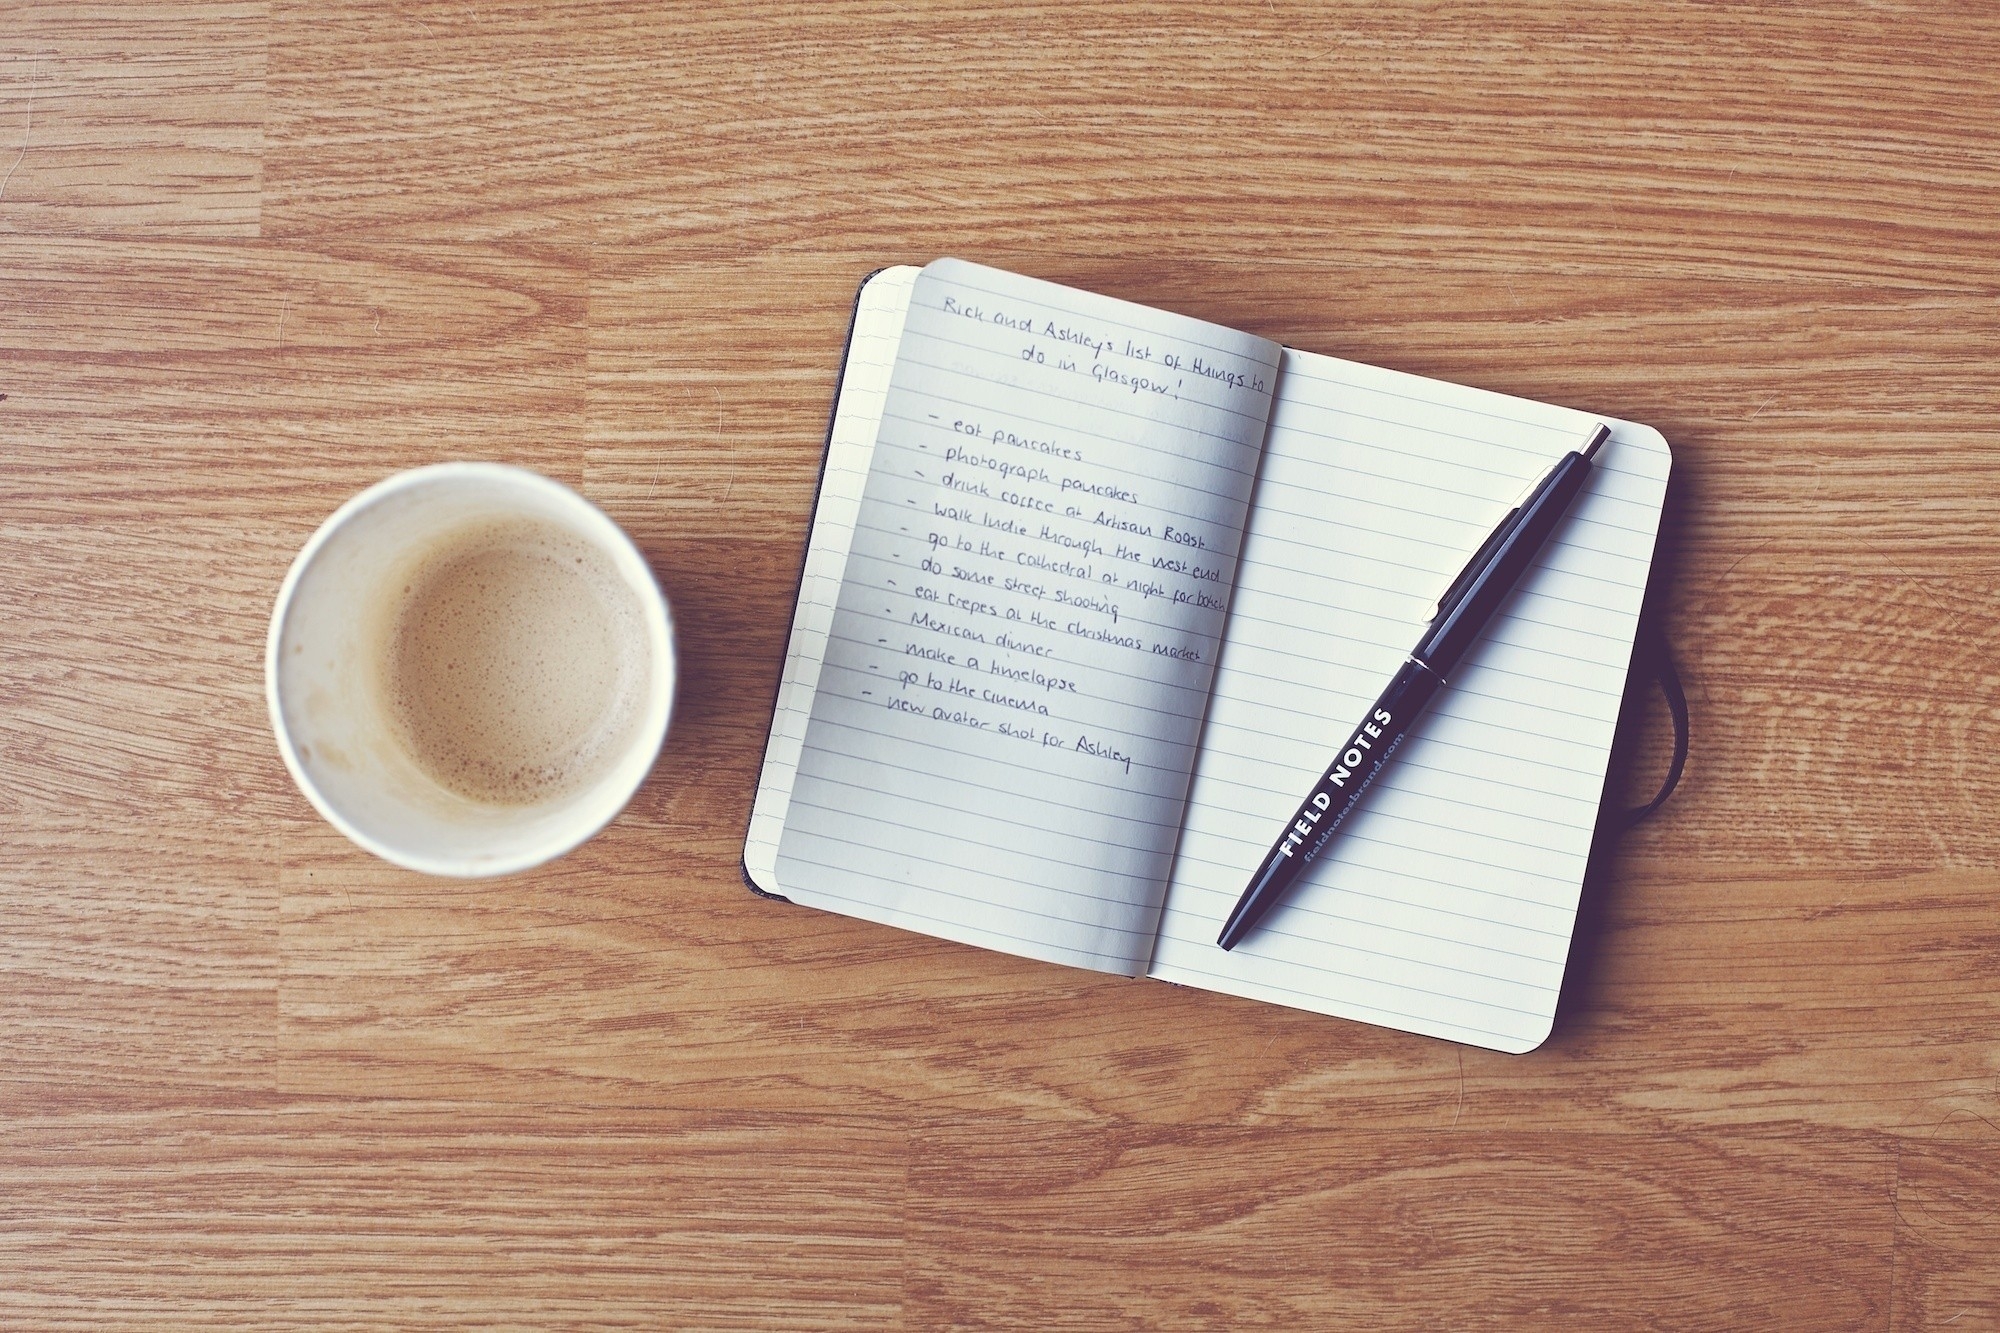 Rick and Ashley's list of things to
do in Glasgow!
- eat pancakes
- photograph pancakes
- drink coffee at Artisan Roast
- walk Indie through the west end
- go to the cathedral at night for bokeh
- do some street shooting
- eat crepes at the christmas market
- Mexican dinner
- make a timelapse
- go to the cinema
- new avatar shot for Ashley
FIELD NOTES
fieldnotesbrand.com